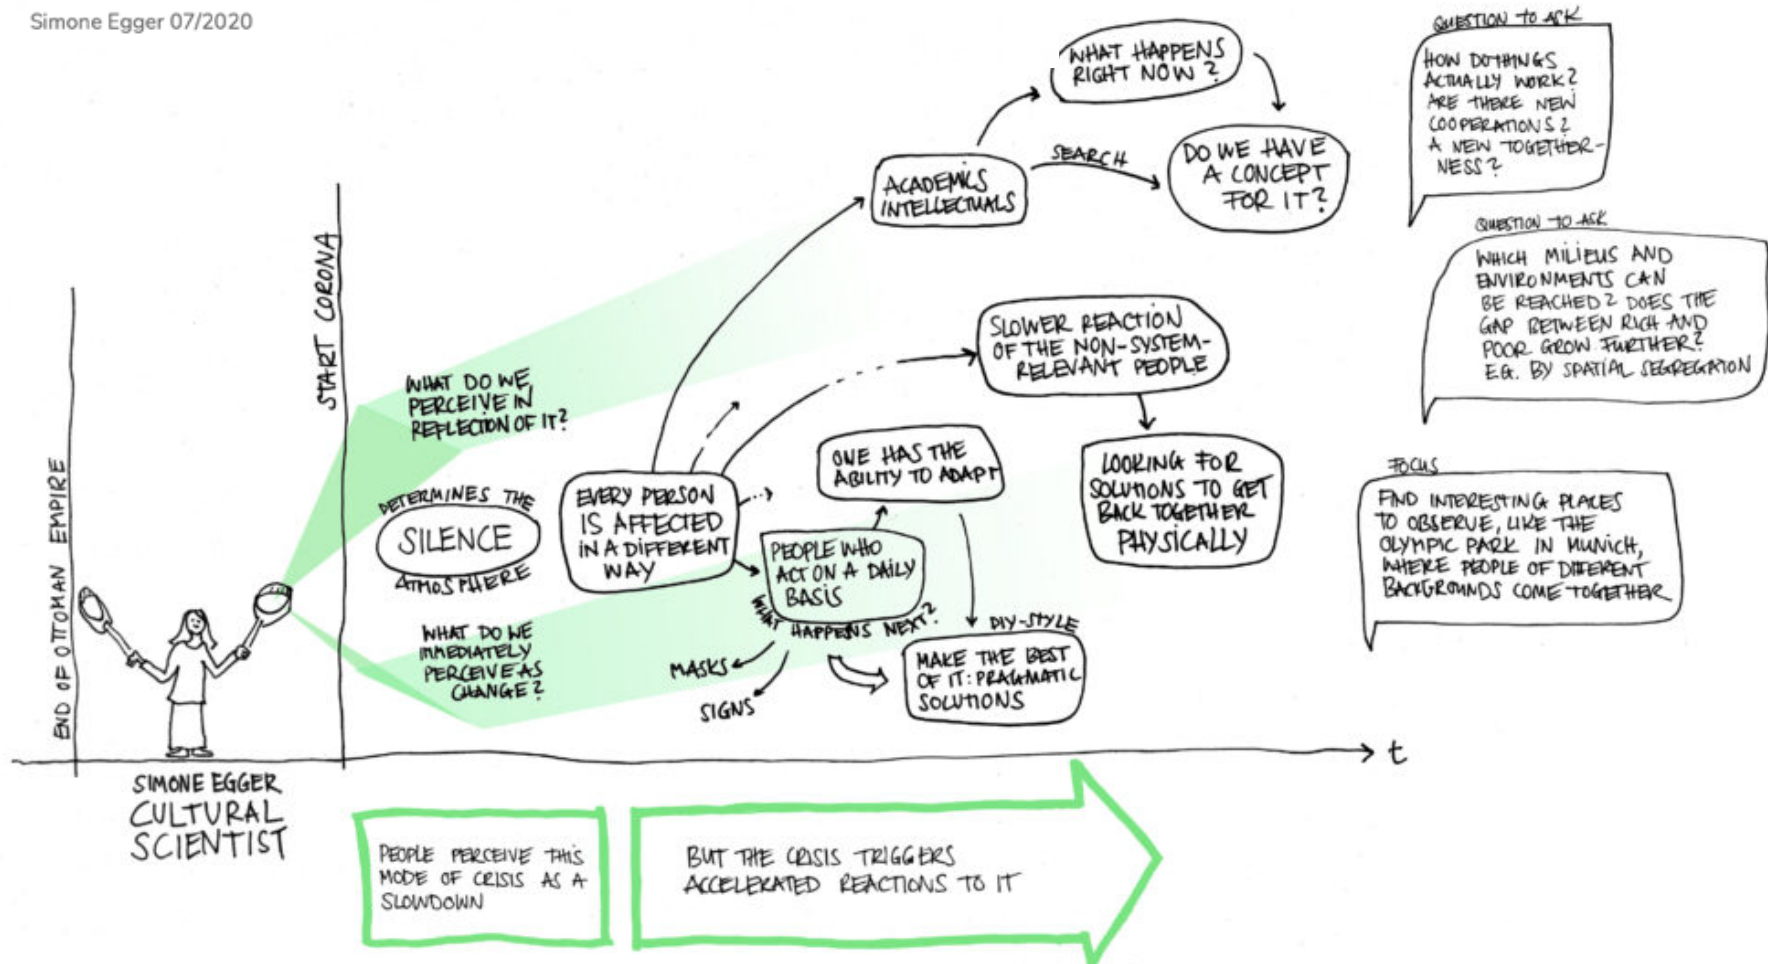 Simone Egger 07/2020
END OF OTTOMAN EMPIRE
START CORONA
SIMONE EGGER
CULTURAL
SCIENTIST
WHAT DO WE
PERCEIVE IN
REFLECTION OF IT?
DETERMINES THE
SILENCE
ATMOSPHERE
WHAT DO WE
IMMEDIATELY
PERCEIVE AS
CHANGE?
EVERY PERSON
IS AFFECTED
IN A DIFFERENT
WAY
ACADEMICS
INTELLECTUALS
SEARCH
WHAT HAPPENS
RIGHT NOW?
DO WE HAVE
A CONCEPT
FOR IT?
SLOWER REACTION
OF THE NON-SYSTEM-
RELEVANT PEOPLE
LOOKING FOR
SOLUTIONS TO GET
BACK TOGETHER
PHYSICALLY
ONE HAS THE
ABILITY TO ADAPT
PEOPLE WHO
ACT ON A DAILY
BASIS
WHAT HAPPENS NEXT?
MASKS
SIGNS
DIY-STYLE
MAKE THE BEST
OF IT: PRAGMATIC
SOLUTIONS
t
QUESTION TO ASK
HOW DO THINGS
ACTUALLY WORK?
ARE THERE NEW
COOPERATIONS?
A NEW TOGETHER-
NESS?
QUESTION TO ASK
WHICH MILIEUS AND
ENVIRONMENTS CAN
BE REACHED? DOES THE
GAP BETWEEN RICH AND
POOR GROW FURTHER?
E.G. BY SPATIAL SEGREGATION
FOCUS
FIND INTERESTING PLACES
TO OBSERVE, LIKE THE
OLYMPIC PARK IN MUNICH,
WHERE PEOPLE OF DIFFERENT
BACKGROUNDS COME TOGETHER
PEOPLE PERCEIVE THIS
MODE OF CRISIS AS A
SLOWDOWN
BUT THE CRISIS TRIGGERS
ACCELERATED REACTIONS TO IT